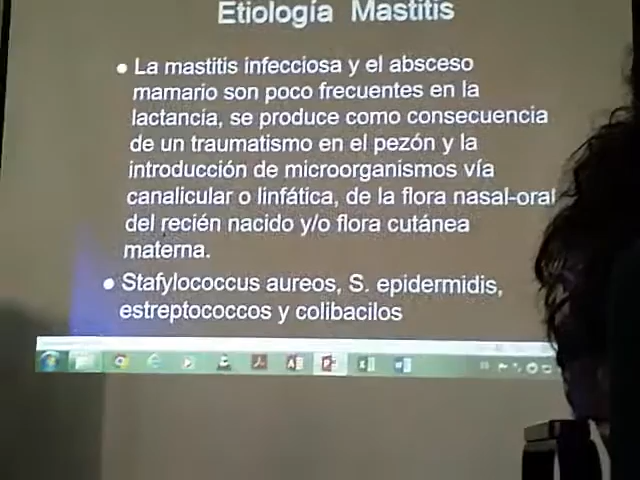 Etiología Mastitis
• La mastitis infecciosa y el absceso
mamario son poco frecuentes en la
lactancia, se produce como consecuencia
de un traumatismo en el pezón y la
introducción de microorganismos vía
canalicular o linfática, de la flora nasal-oral
del recién nacido y/o flora cutánea
materna.
• Stafylococcus aureos, S. epidermidis,
estreptococcos y colibacilos